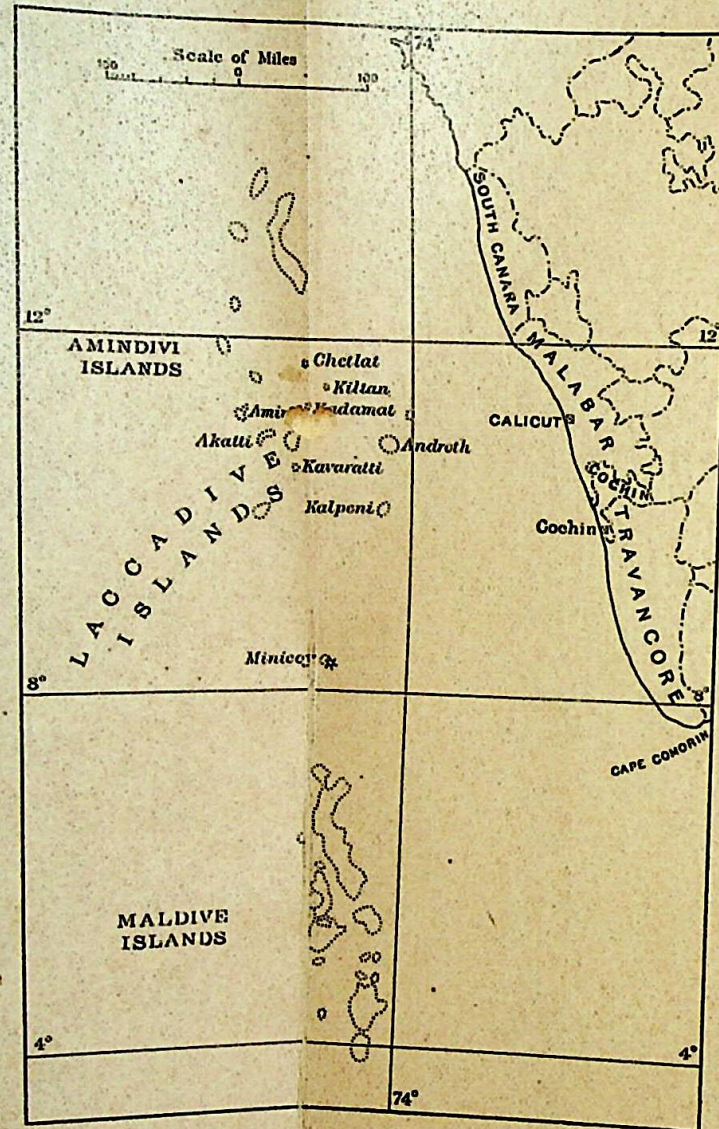 74°
Scale of Miles
100 0 100
SOUTH CANARA
12°
12
AMINDIVI
ISLANDS
MALABAR
Chetlat
Kiltan
Kadamat
CALICUT
Akatti
Androth
Kavaratti
COCHIN
Kalpeni
Cochin
TRAVANCORE
LACCADIVE
ISLANDS
Minicoy
8°
8°
CAPE COMORIN
MALDIVE
ISLANDS
4°
4°
74°